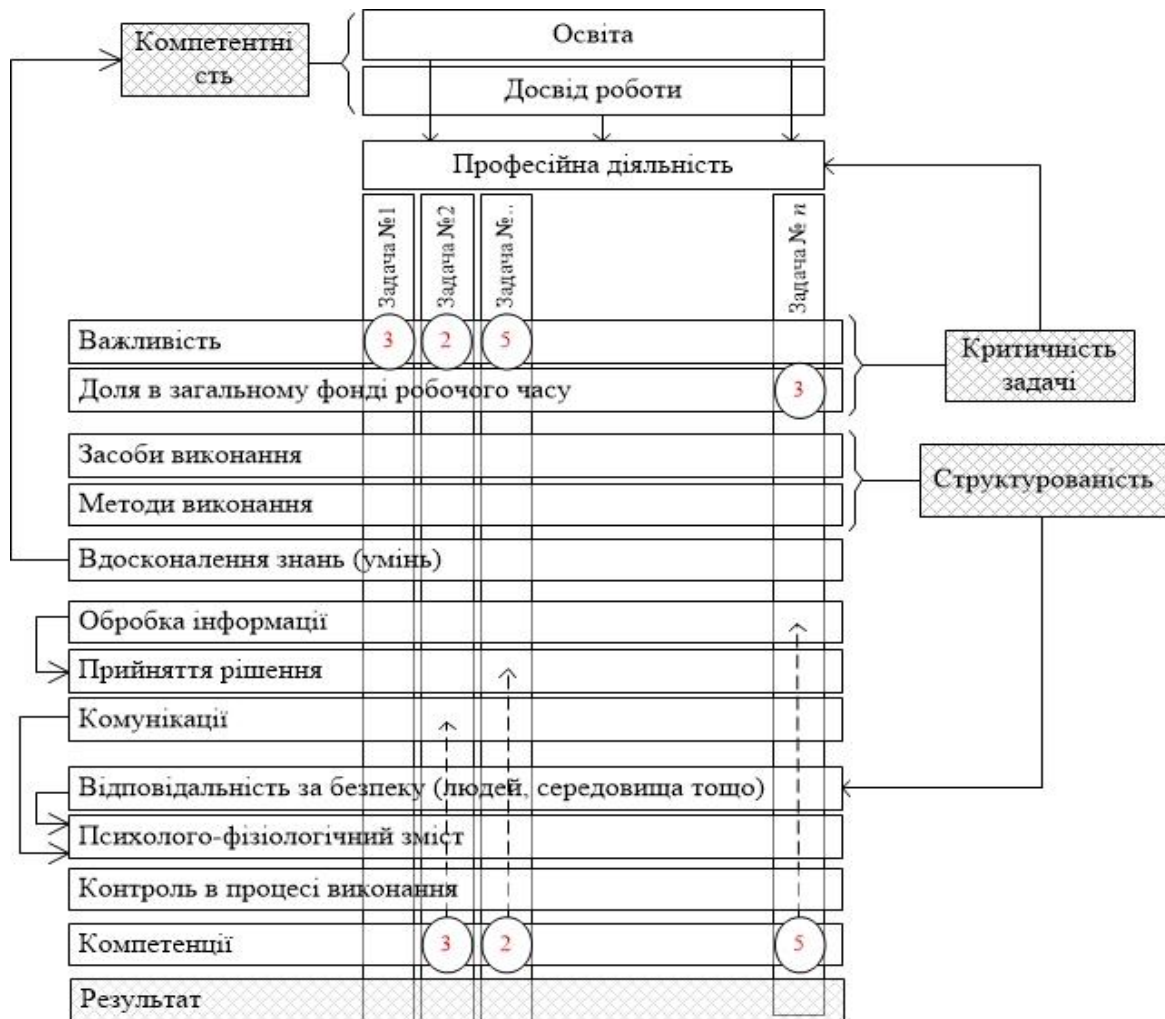 Компетентні
сть
Освіта
Досвід роботи
Професійна діяльність
Задача №1
Задача №2
Задача №..
Задача № n
Важливість
3
2
5
Доля в загальному фонді робочого часу
3
Критичність
задачі
Засоби виконання
Методи виконання
Структурованість
Вдосконалення знань (умінь)
Обробка інформації
Прийняття рішення
Комунікації
Відповідальність за безпеку (людей, середовища тощо)
Психолого-фізіологічний зміст
Контроль в процесі виконання
Компетенції
3
2
5
Результат